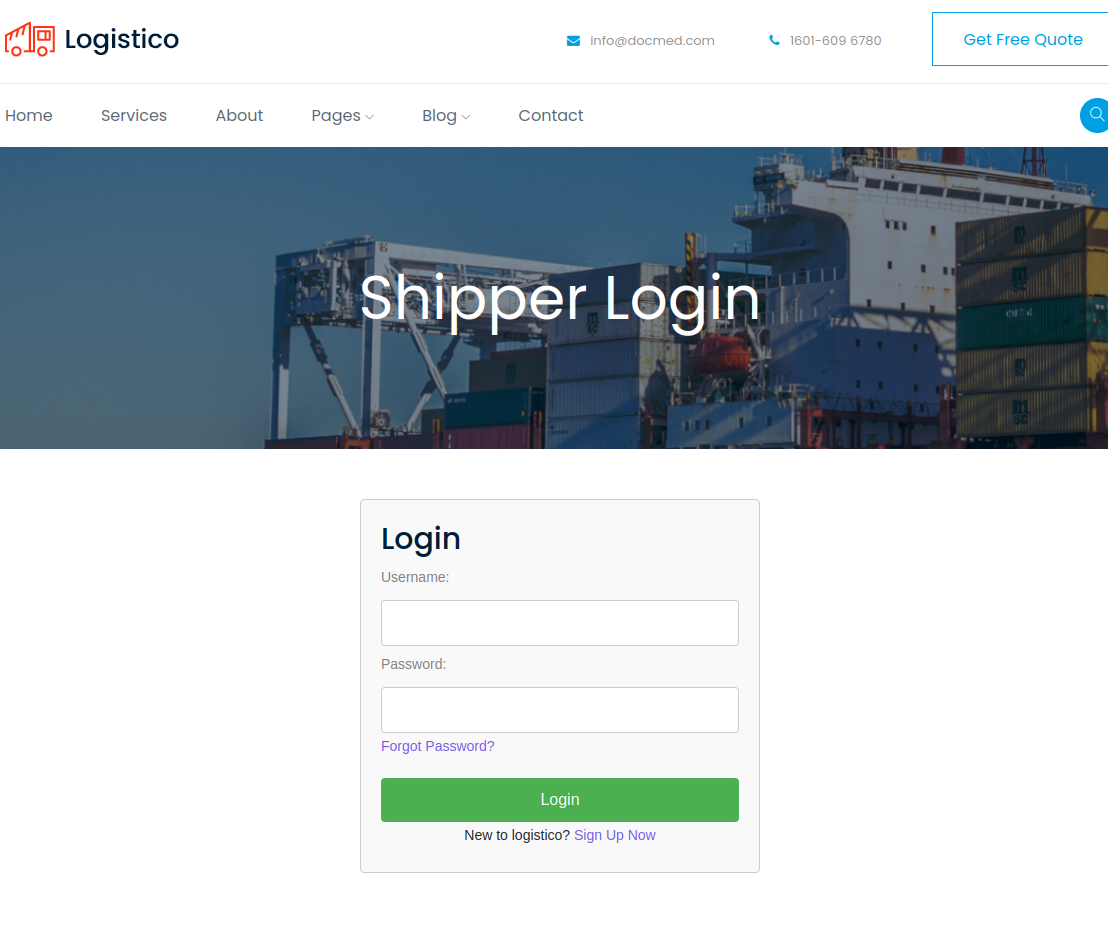 Logistico
info@docmed.com
1601-609 6780
Get Free Quote
Home
Services
About
Pages
Blog
Contact
Shipper Login
Login
Username:
Password:
Forgot Password?
Login
New to logistico? Sign Up Now